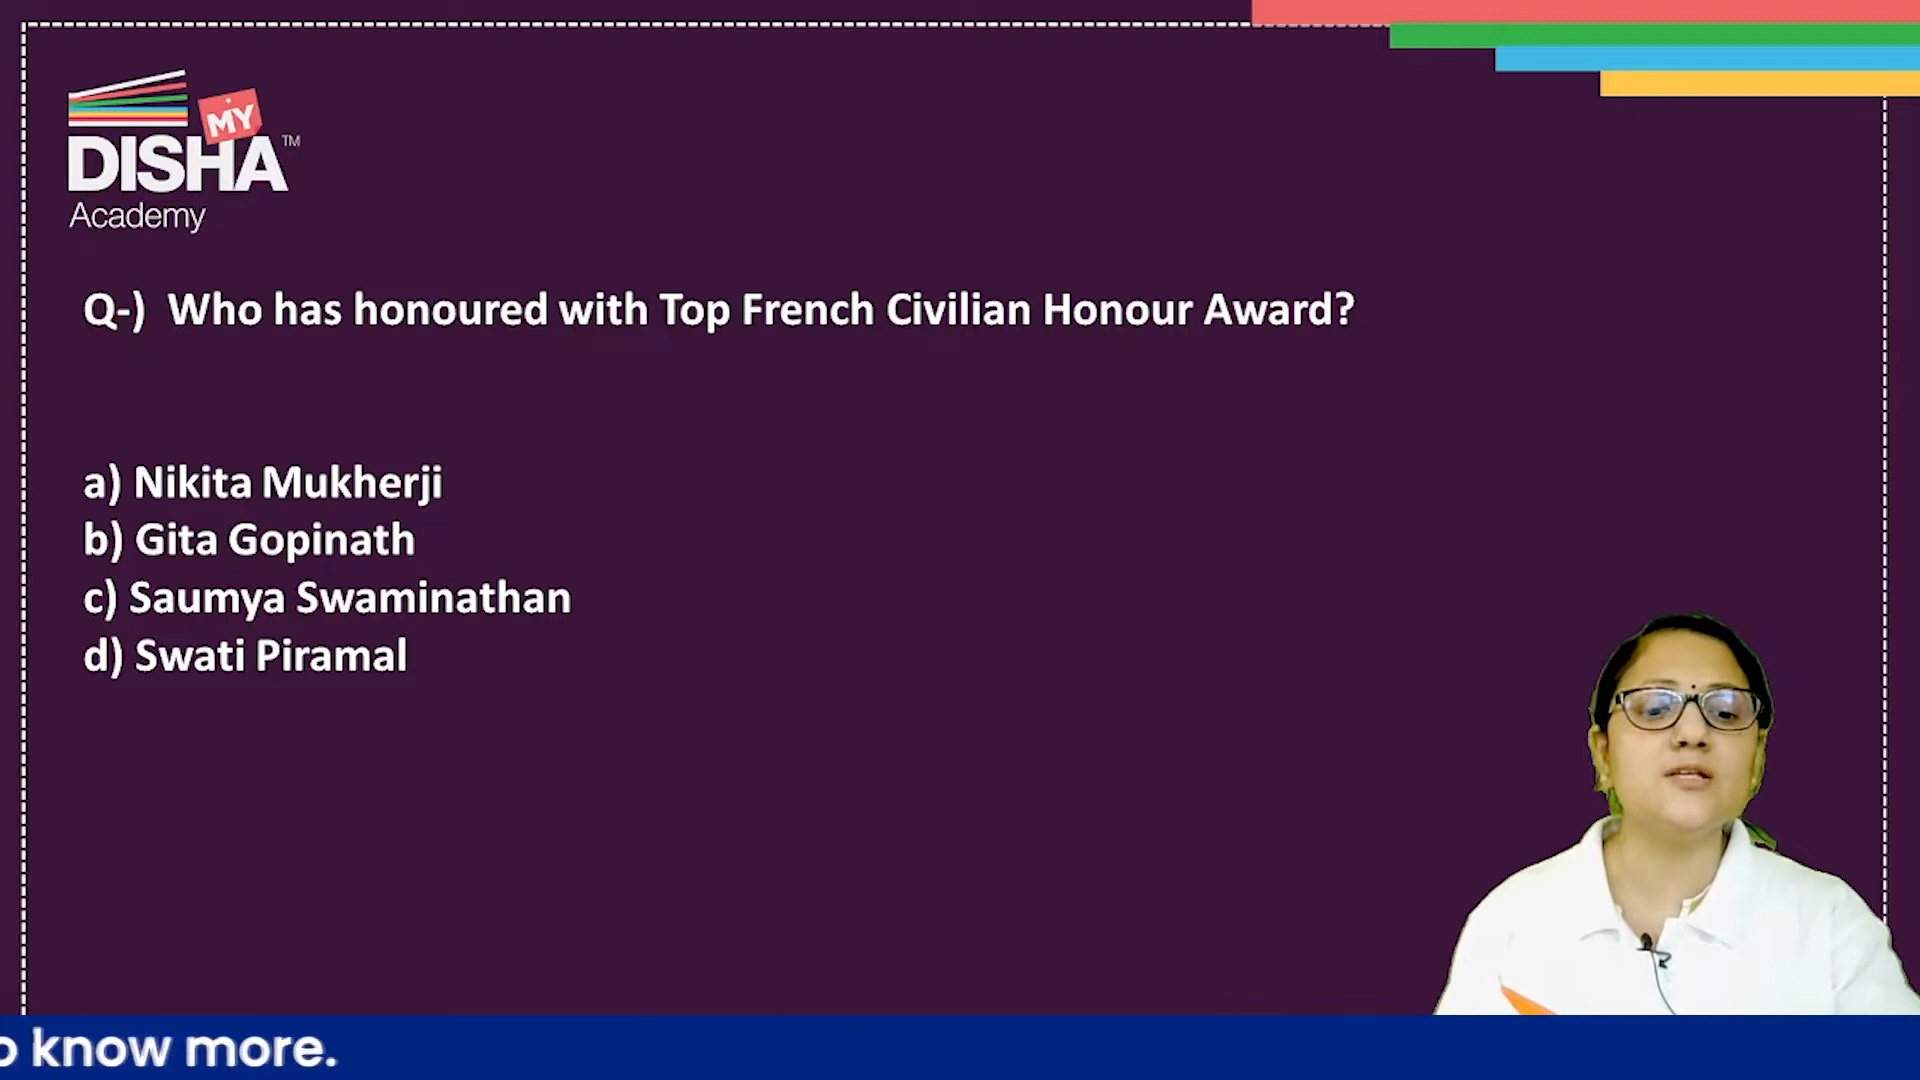 MY
DISHA™
Academy
Q-) Who has honoured with Top French Civilian Honour Award?
a) Nikita Mukherji
b) Gita Gopinath
c) Saumya Swaminathan
d) Swati Piramal
o know more.